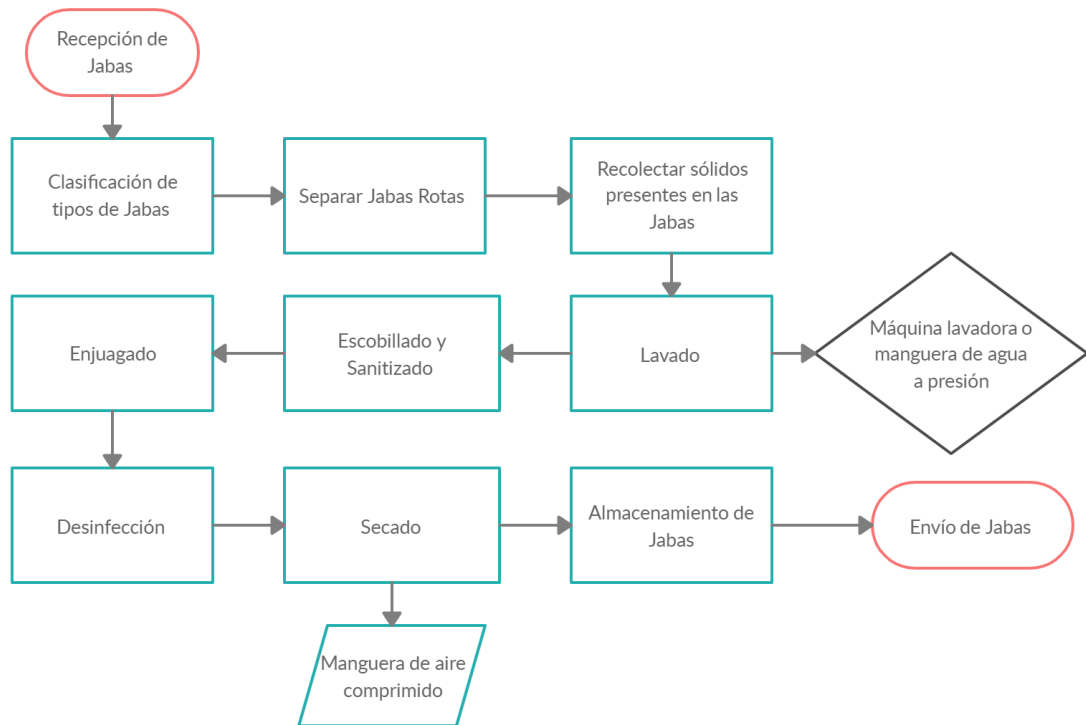 Recepción de
Jabas
Clasificación de
tipos de Jabas
Separar Jabas Rotas
Recolectar sólidos
presentes en las
Jabas
Máquina lavadora o
manguera de agua
a presión
Lavado
Escobillado y
Sanitizado
Enjuagado
Desinfección
Secado
Almacenamiento de
Jabas
Envío de Jabas
Manguera de aire
comprimido